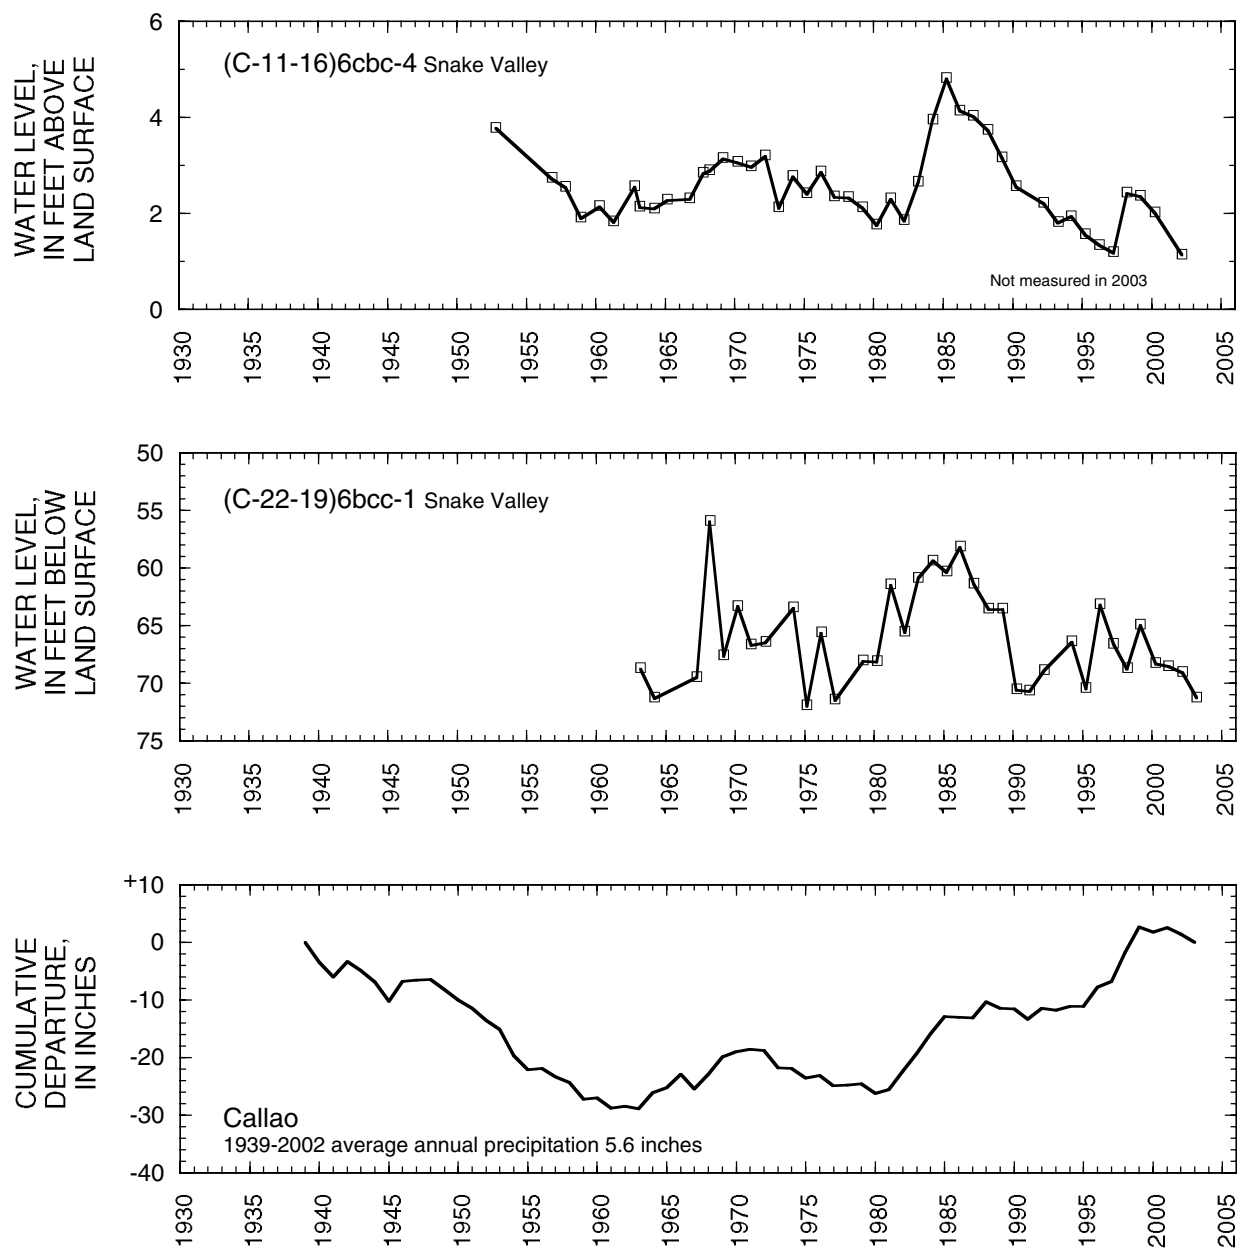 WATER LEVEL,
IN FEET ABOVE
LAND SURFACE
6
4
2
0
(C-11-16)6cbc-4 Snake Valley
Not measured in 2003
1930 1935 1940 1945 1950 1955 1960 1965 1970 1975 1980 1985 1990 1995 2000 2005
WATER LEVEL,
IN FEET BELOW
LAND SURFACE
50
55
60
65
70
75
(C-22-19)6bcc-1 Snake Valley
1930 1935 1940 1945 1950 1955 1960 1965 1970 1975 1980 1985 1990 1995 2000 2005
CUMULATIVE
DEPARTURE,
IN INCHES
+10
0
-10
-20
-30
-40
Callao
1939-2002 average annual precipitation 5.6 inches
1930 1935 1940 1945 1950 1955 1960 1965 1970 1975 1980 1985 1990 1995 2000 2005